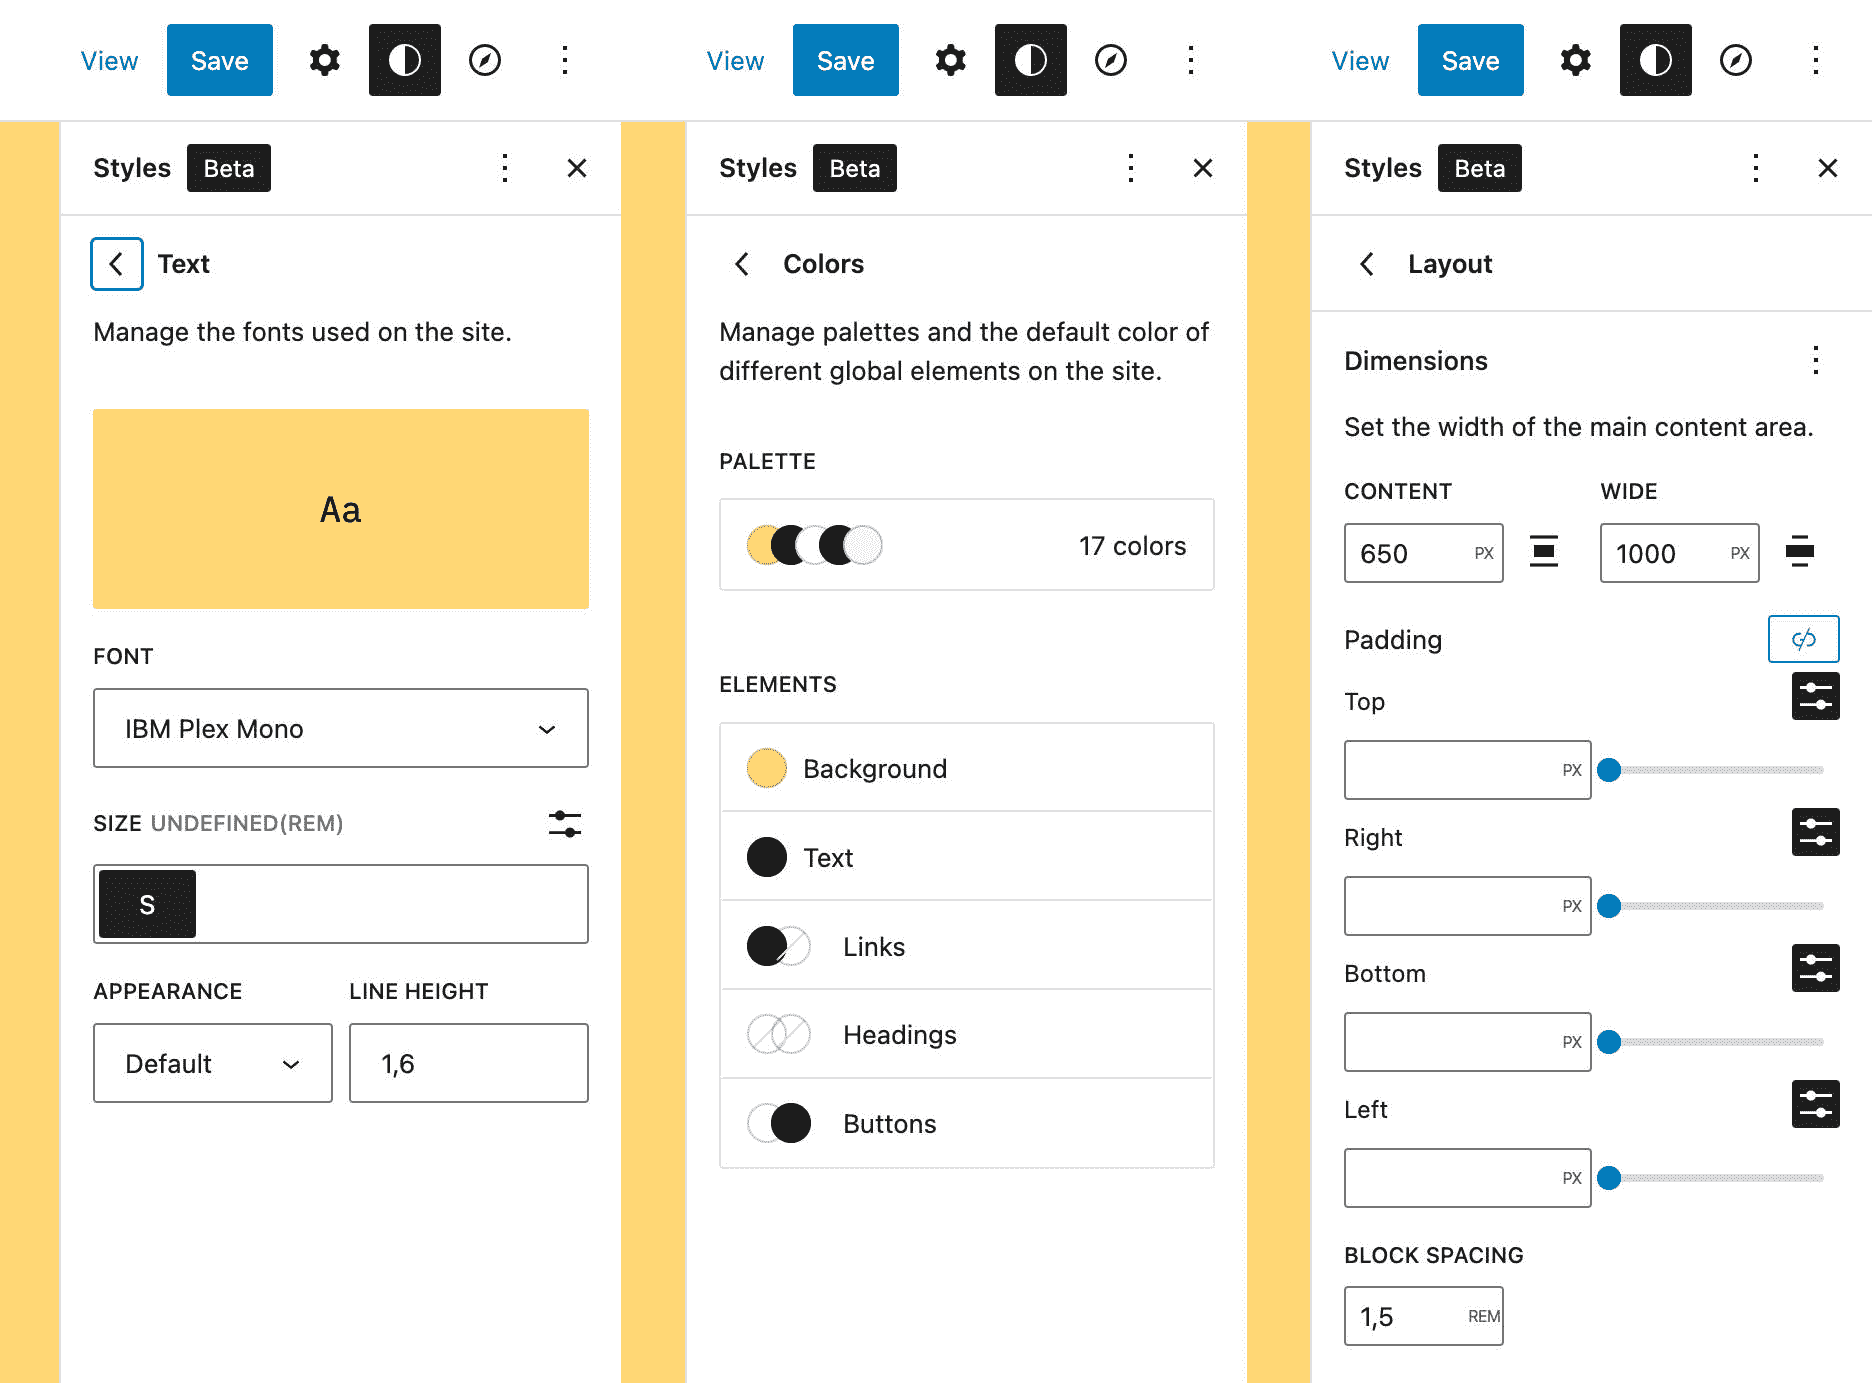 View Save
Styles Beta
Text
Manage the fonts used on the site.
Aa
FONT
IBM Plex Mono
SIZE UNDEFINED(REM)
S
APPEARANCE LINE HEIGHT
Default 1,6
View Save
Styles Beta
Colors
Manage palettes and the default color of
different global elements on the site.
PALETTE
17 colors
ELEMENTS
Background
Text
Links
Headings
Buttons
View Save
Styles Beta
Layout
Dimensions
Set the width of the main content area.
CONTENT WIDE
650 PX 1000 PX
Padding
Top
PX
Right
PX
Bottom
PX
Left
PX
BLOCK SPACING
1,5 REM